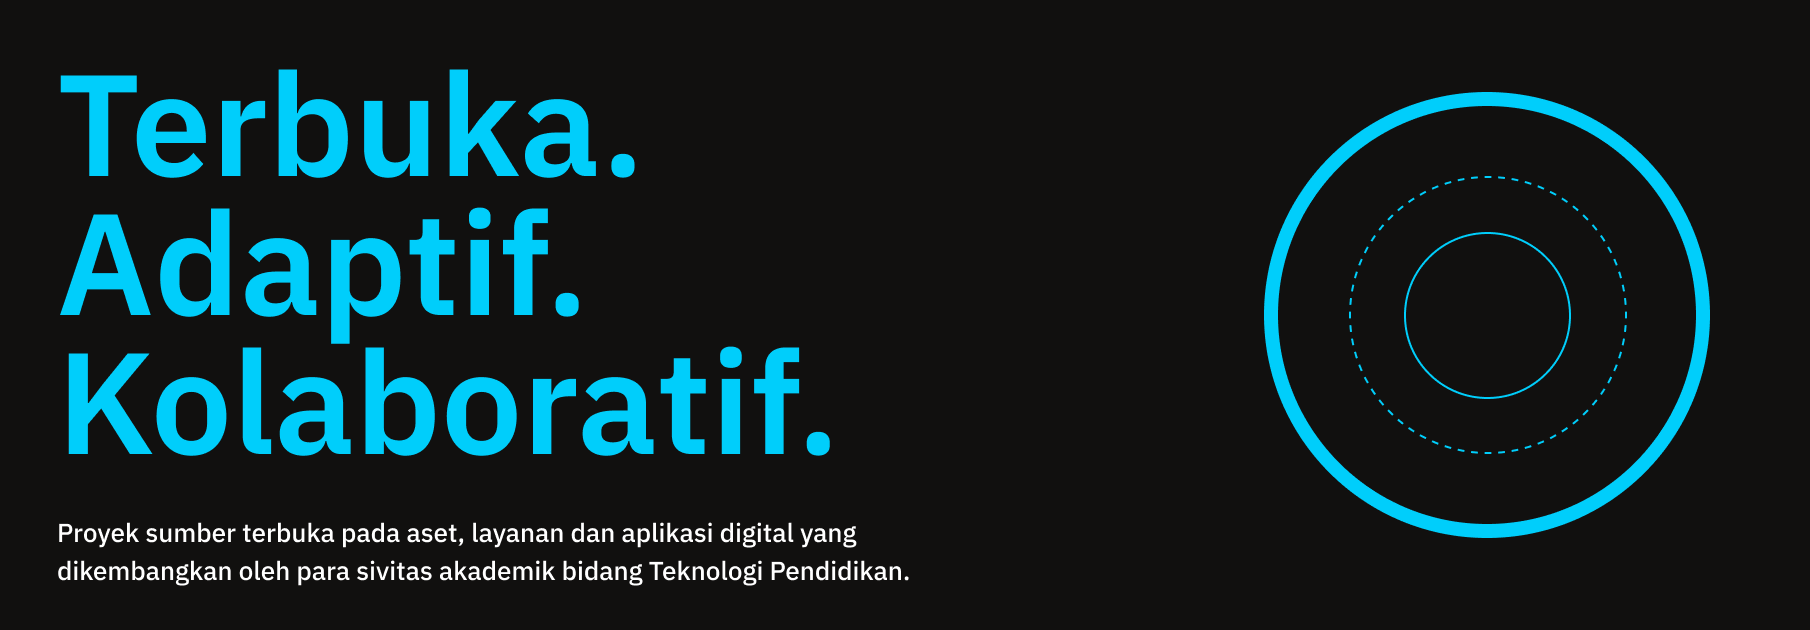 Terbuka.
Adaptif.
Kolaboratif.
Proyek sumber terbuka pada aset, layanan dan aplikasi digital yang
dikembangkan oleh para sivitas akademik bidang Teknologi Pendidikan.